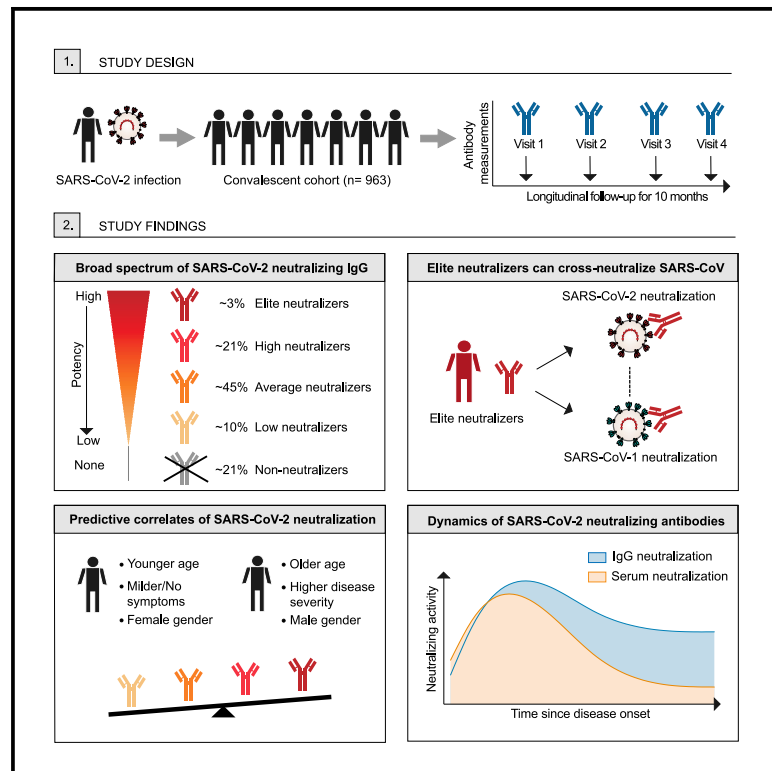 1. STUDY DESIGN
SARS-CoV-2 infection
Convalescent cohort (n= 963)
Antibody
measurements
Visit 1 Visit 2 Visit 3 Visit 4
Longitudinal follow-up for 10 months
2. STUDY FINDINGS
Broad spectrum of SARS-CoV-2 neutralizing IgG
High
Potency
Low
None
~3% Elite neutralizers
~21% High neutralizers
~45% Average neutralizers
~10% Low neutralizers
~21% Non-neutralizers
Elite neutralizers can cross-neutralize SARS-CoV
SARS-CoV-2 neutralization
Elite neutralizers
SARS-CoV-1 neutralization
Predictive correlates of SARS-CoV-2 neutralization
• Younger age
• Milder/No
symptoms
• Female gender
• Older age
• Higher disease
severity
• Male gender
Dynamics of SARS-CoV-2 neutralizing antibodies
IgG neutralization
Serum neutralization
Neutralizing activity
Time since disease onset